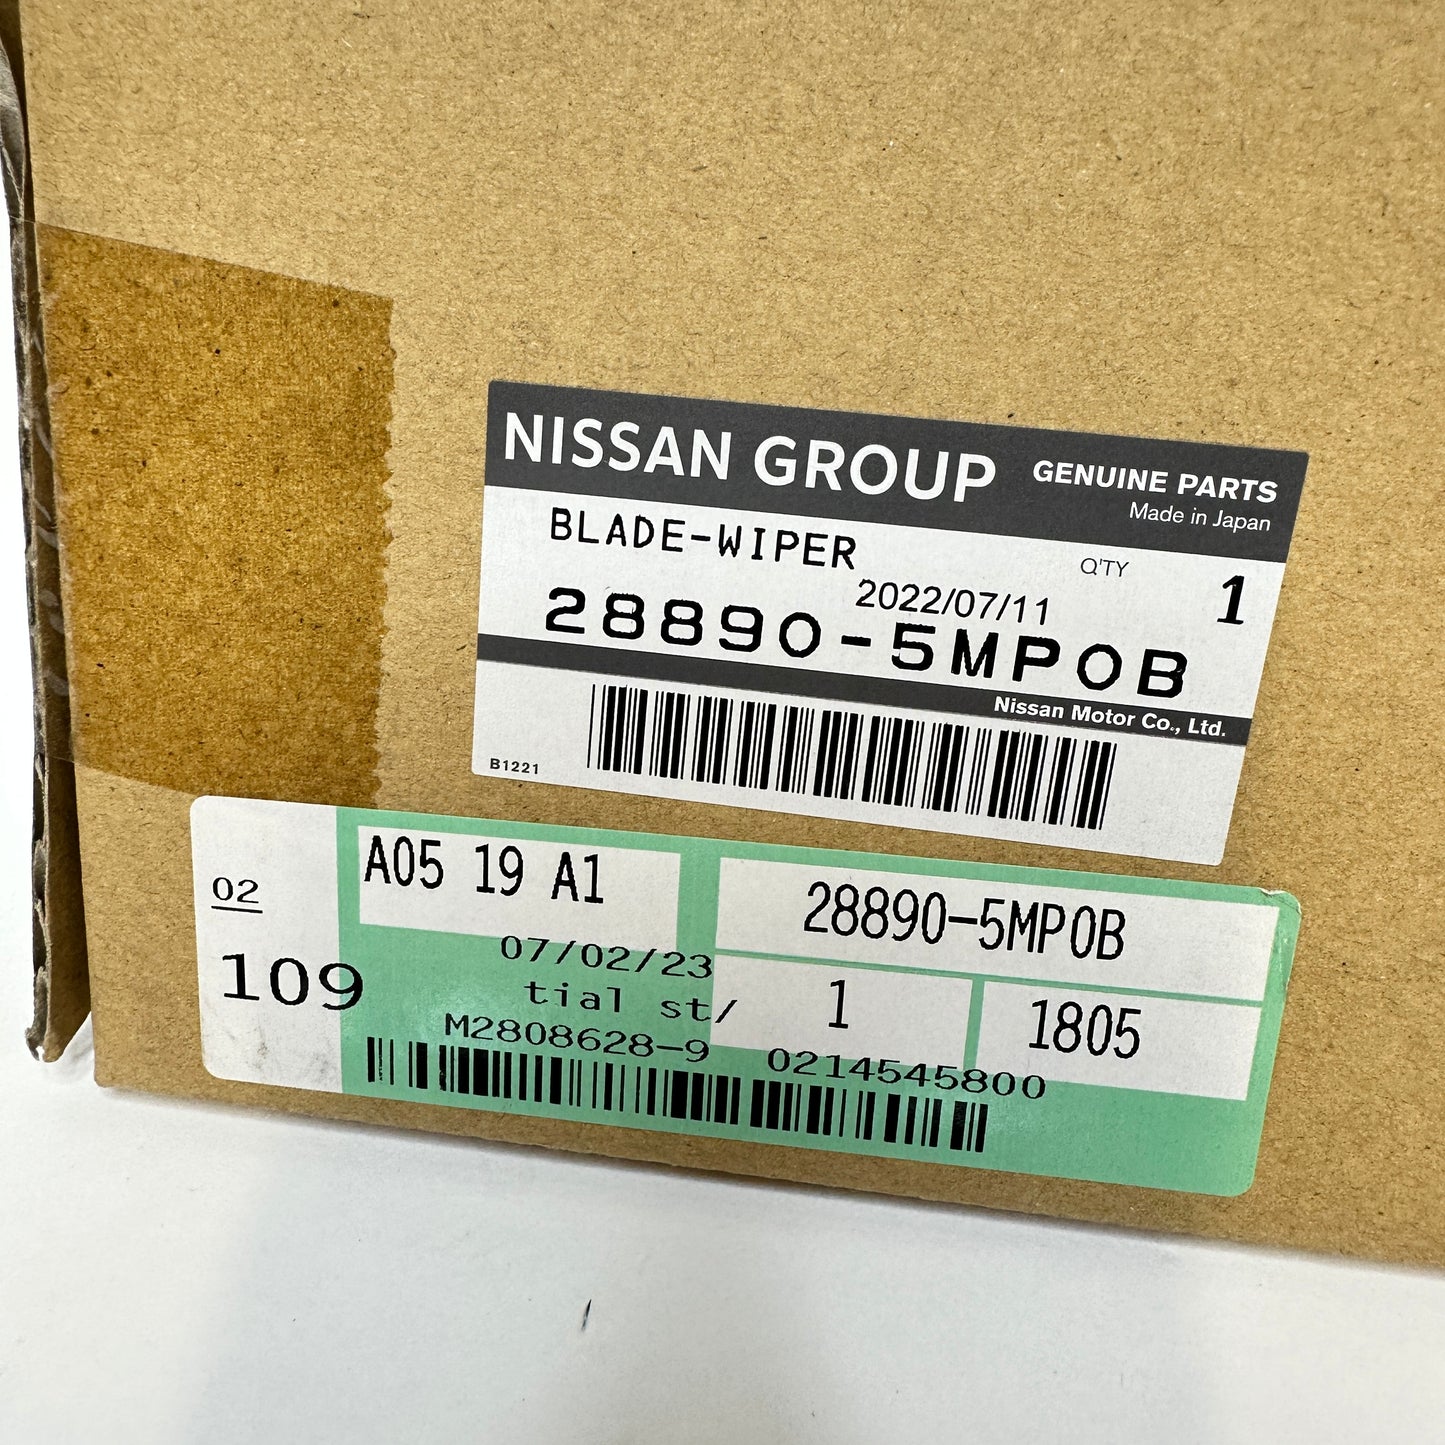 NISSAN GROUP GENUINE PARTS
Made in Japan
BLADE-WIPER
Q'TY 1
2022/07/11
28890-5MP0B
Nissan Motor Co., Ltd.
B1221
02
109
A05 19 A1
28890-5MP0B
07/02/23
tial st/
1
1805
M2808628-9 0214545800